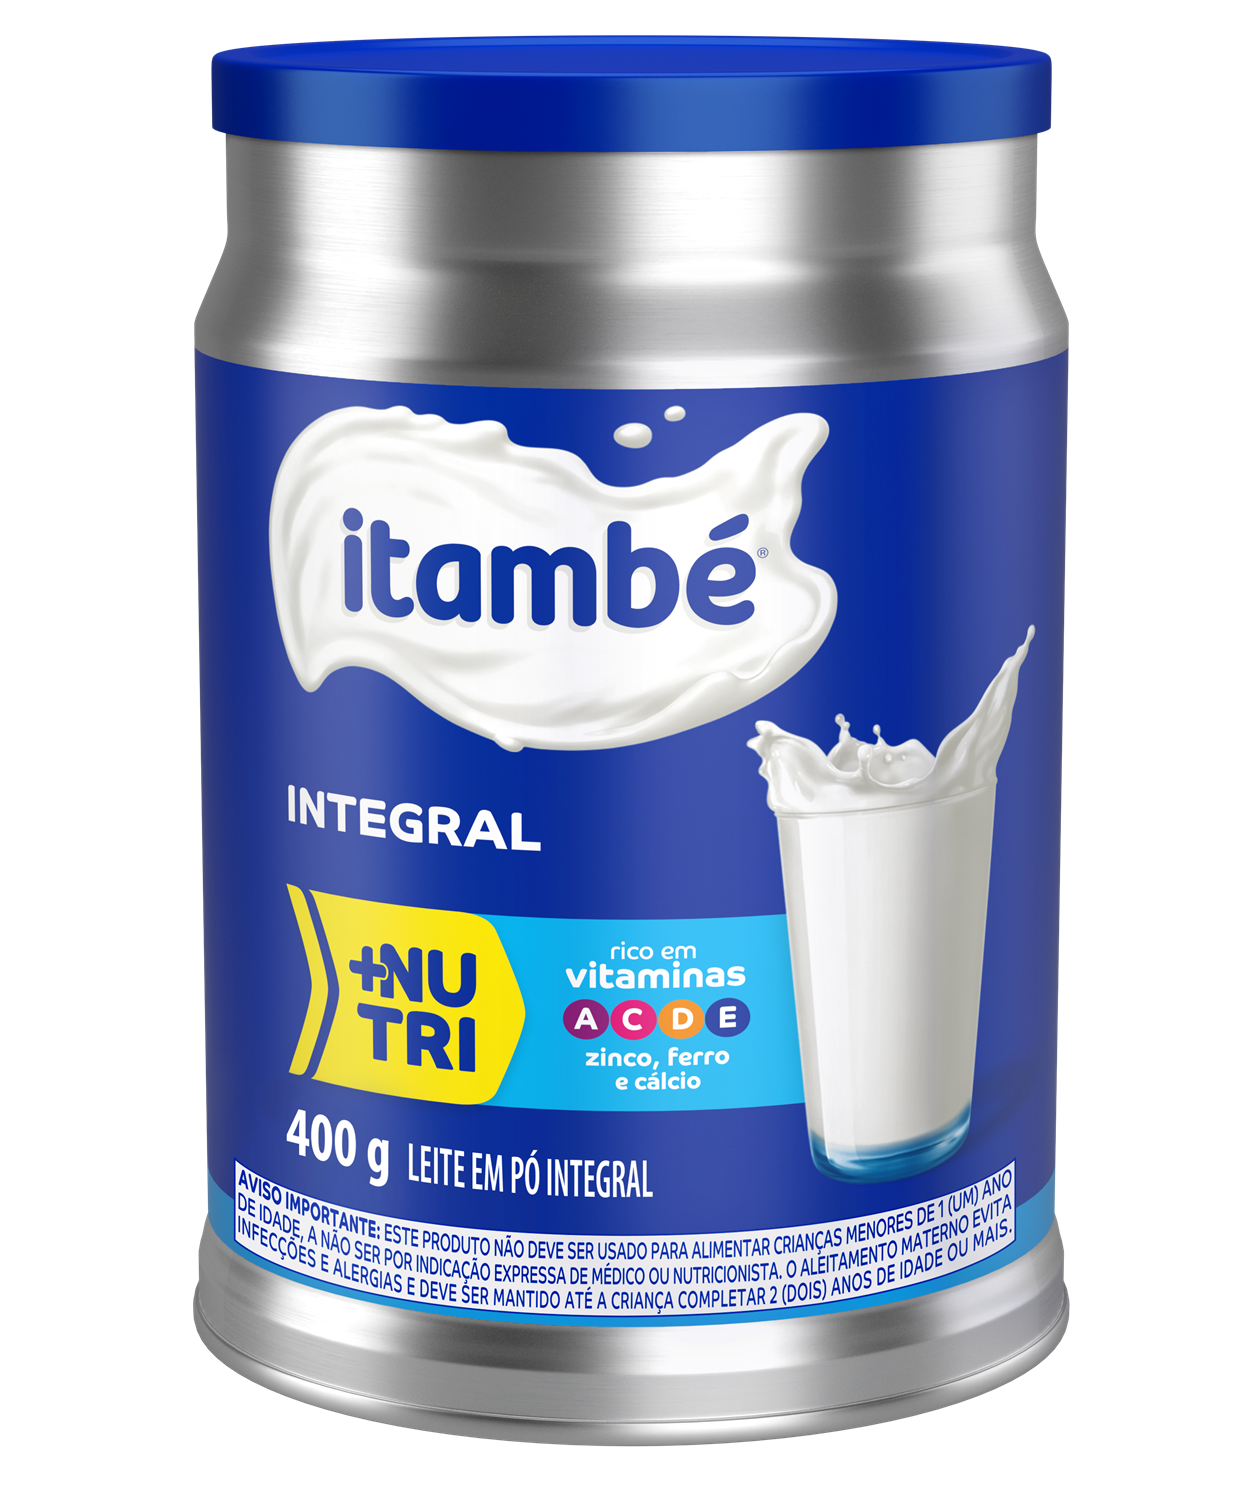 itambé®
INTEGRAL
+NU
TRI
rico em
vitaminas
A C D E
zinco, ferro
e cálcio
400 g LEITE EM PÓ INTEGRAL
AVISO IMPORTANTE: ESTE PRODUTO NÃO DEVE SER USADO PARA ALIMENTAR CRIANÇAS MENORES DE 1 (UM) ANO
DE IDADE, A NÃO SER POR INDICAÇÃO EXPRESSA DE MÉDICO OU NUTRICIONISTA. O ALEITAMENTO MATERNO EVITA
INFECÇÕES E ALERGIAS E DEVE SER MANTIDO ATÉ A CRIANÇA COMPLETAR 2 (DOIS) ANOS DE IDADE OU MAIS.